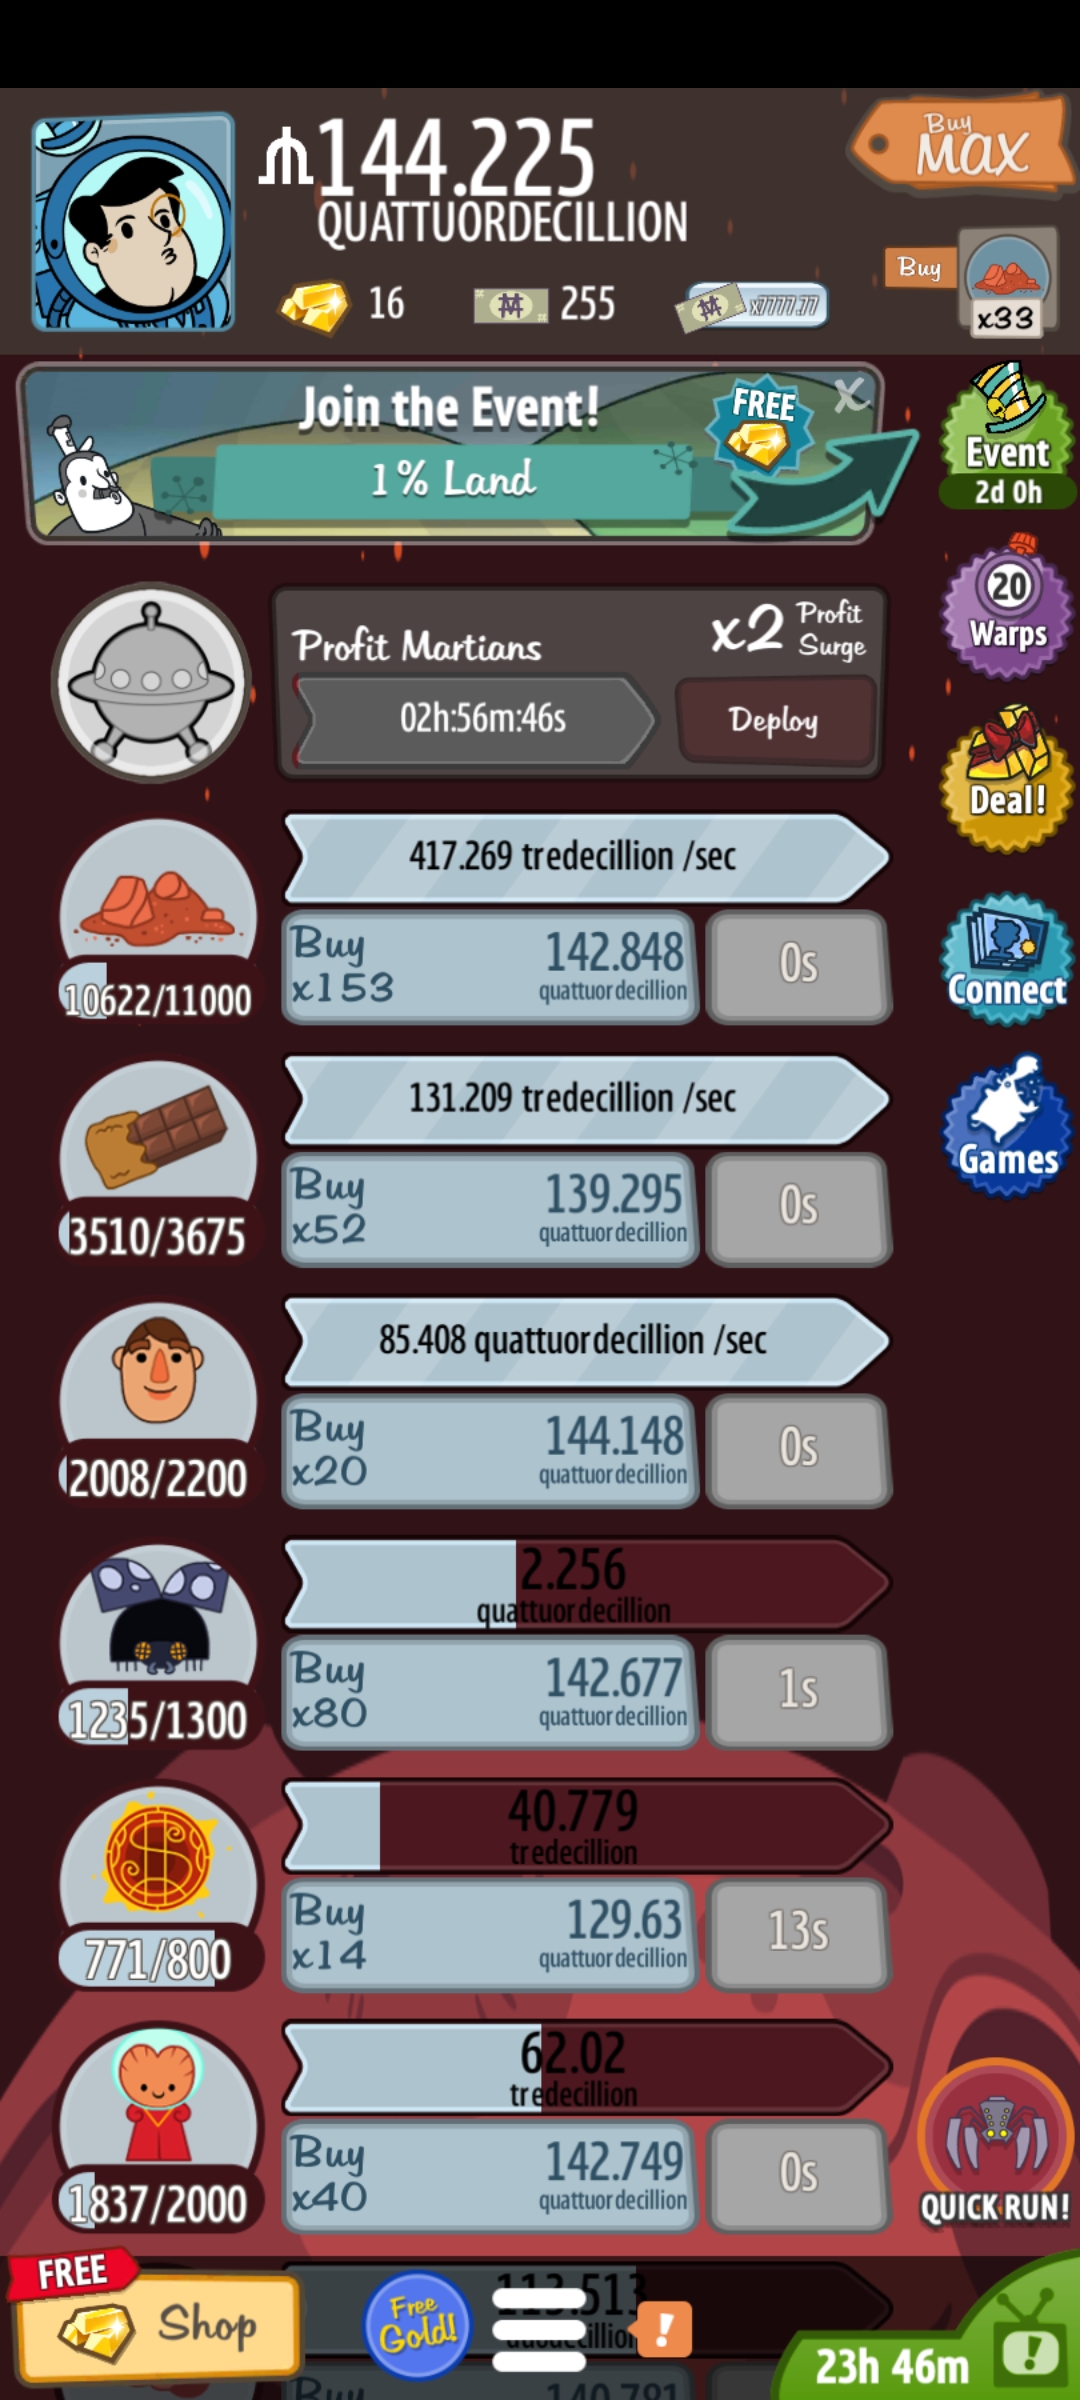 144.225
QUATTUORDECILLION
Buy
MAX
16
255
x7777.77
Buy
x33
Join the Event!
1% Land
FREE
X
Event
2d 0h
20
Warps
Profit Martians
x2 Profit Surge
02h:56m:46s
Deploy
Deal!
417.269 tredecillion /sec
Buy
x153
142.848
quattuordecillion
0s
10622/11000
Connect
131.209 tredecillion /sec
Buy
x52
139.295
quattuordecillion
0s
3510/3675
Games
85.408 quattuordecillion /sec
Buy
x20
144.148
quattuordecillion
0s
2008/2200
2.256
quattuordecillion
Buy
x80
142.677
quattuordecillion
1s
1235/1300
40.779
tredecillion
Buy
x14
129.63
quattuordecillion
13s
771/800
62.02
tredecillion
Buy
x40
142.749
quattuordecillion
0s
1837/2000
QUICK RUN!
FREE
Shop
Free
Gold!
!
23h 46m
!
Buy